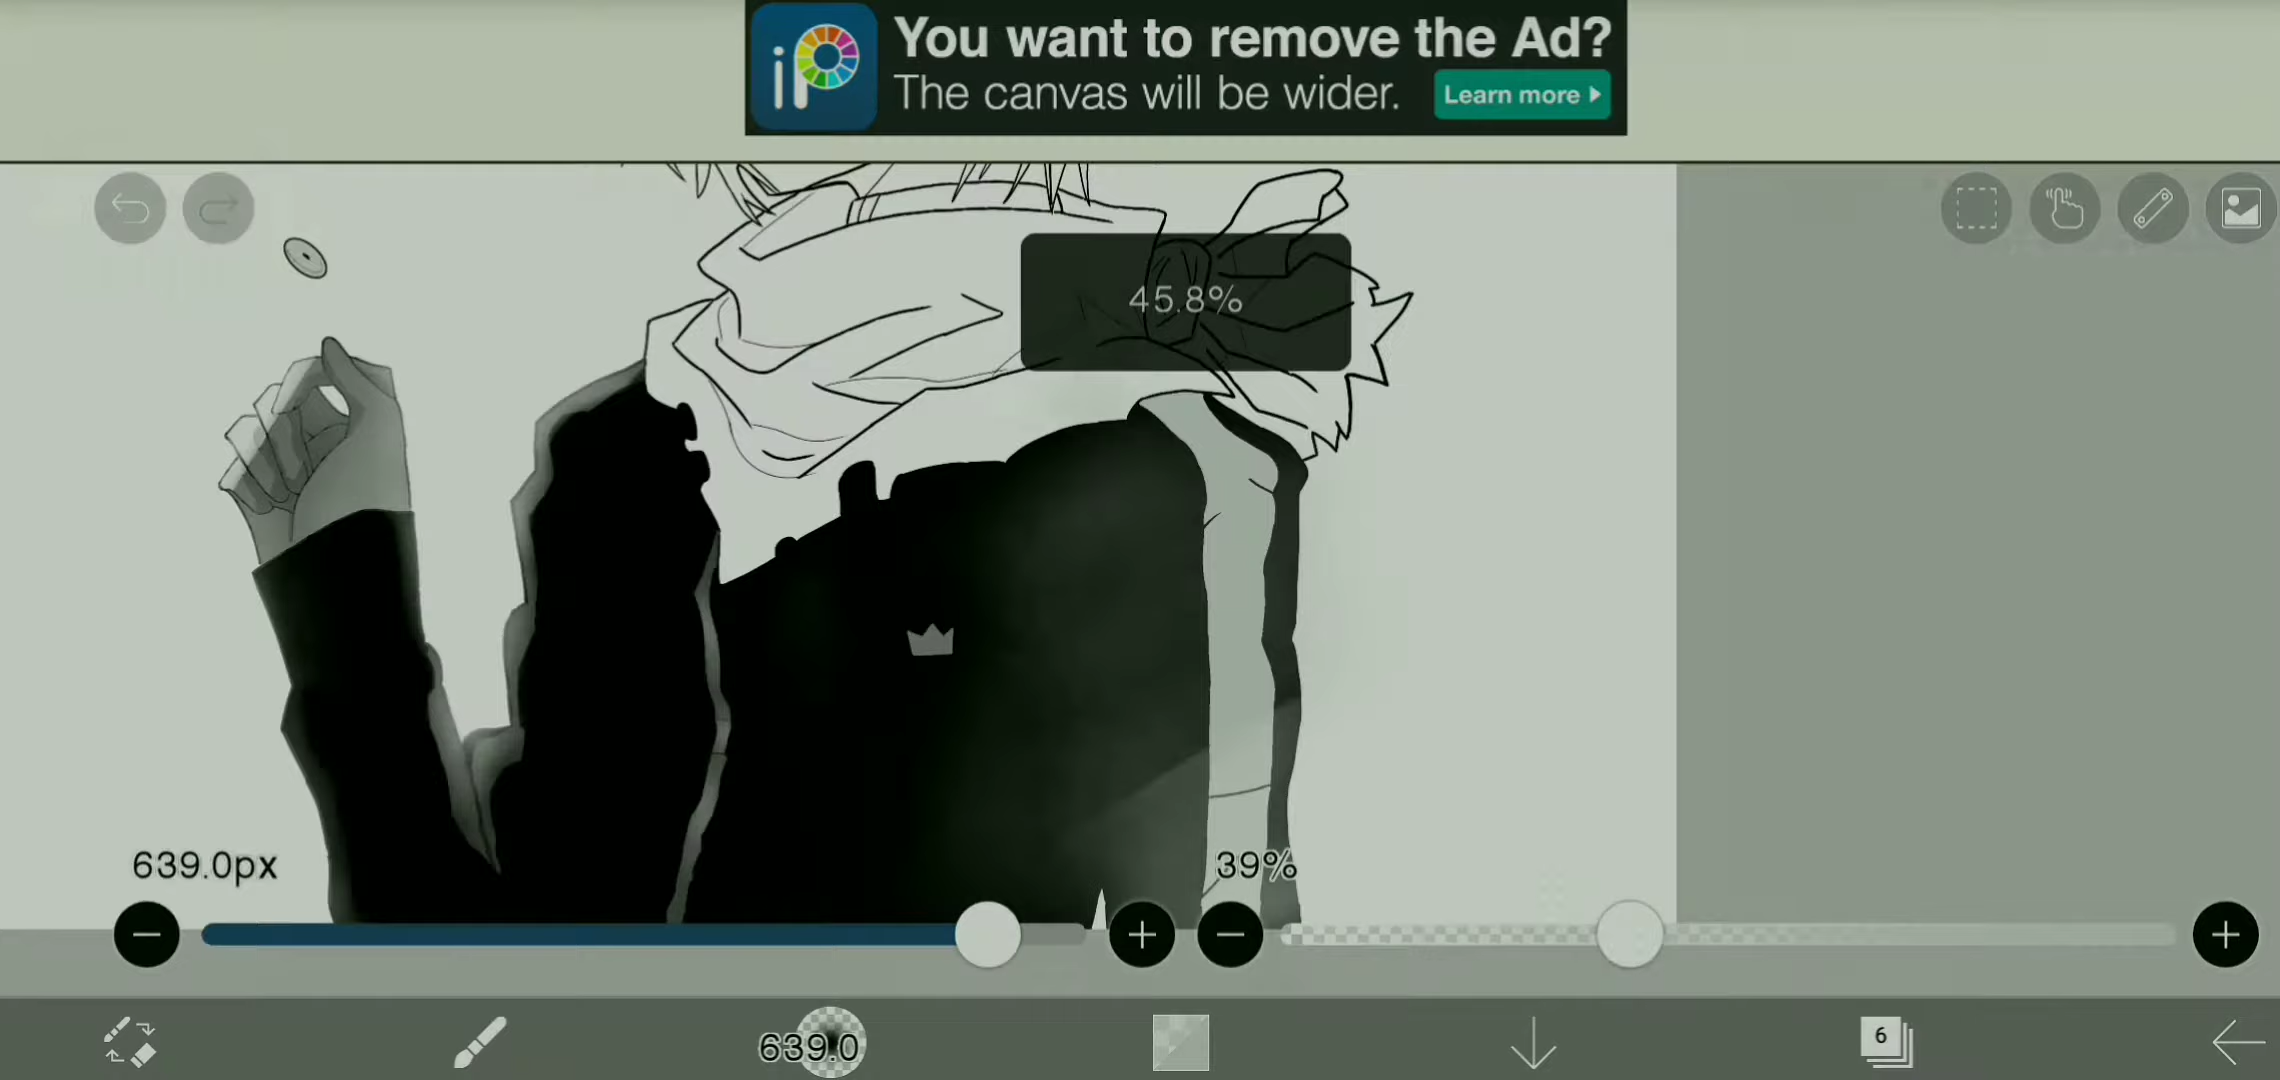 iP
You want to remove the Ad?
The canvas will be wider.
Learn more
45.8%
639.0px
39%
639.0
6